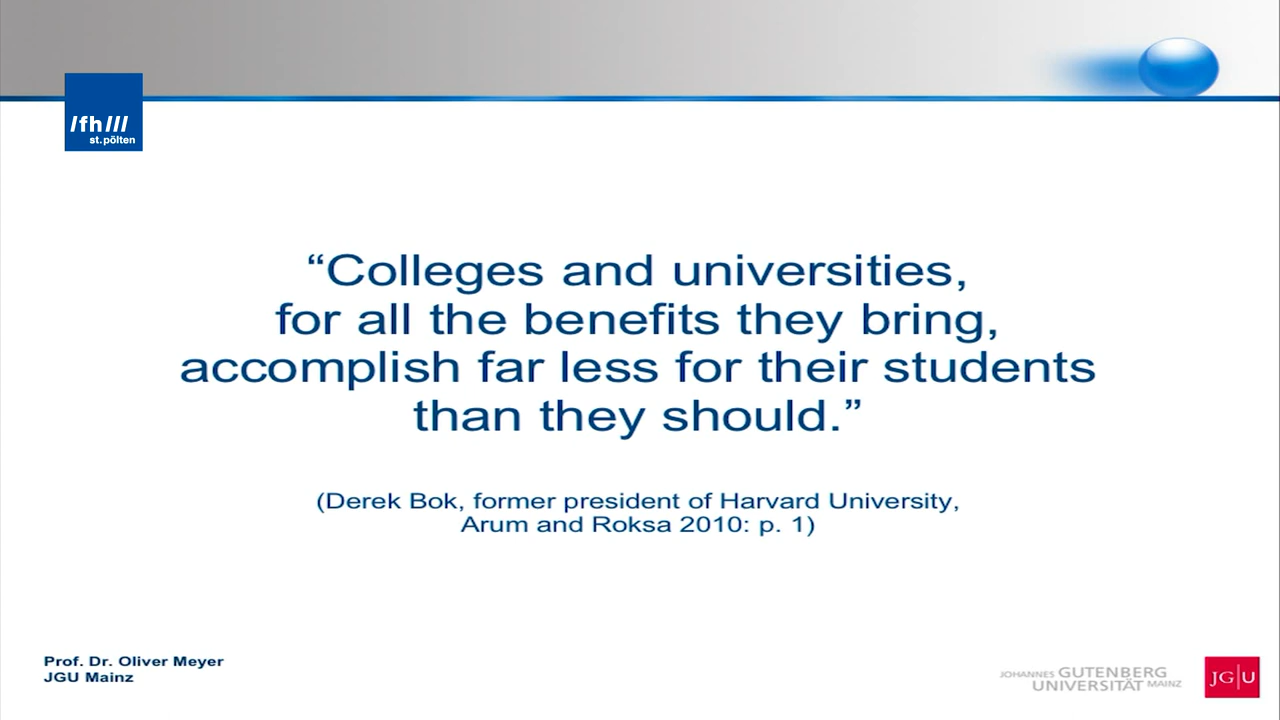 /fh///
st.pölten
“Colleges and universities,
for all the benefits they bring,
accomplish far less for their students
than they should.”
(Derek Bok, former president of Harvard University,
Arum and Roksa 2010: p. 1)
Prof. Dr. Oliver Meyer
JGU Mainz
JOHANNES GUTENBERG
UNIVERSITÄT MAINZ
JG|U